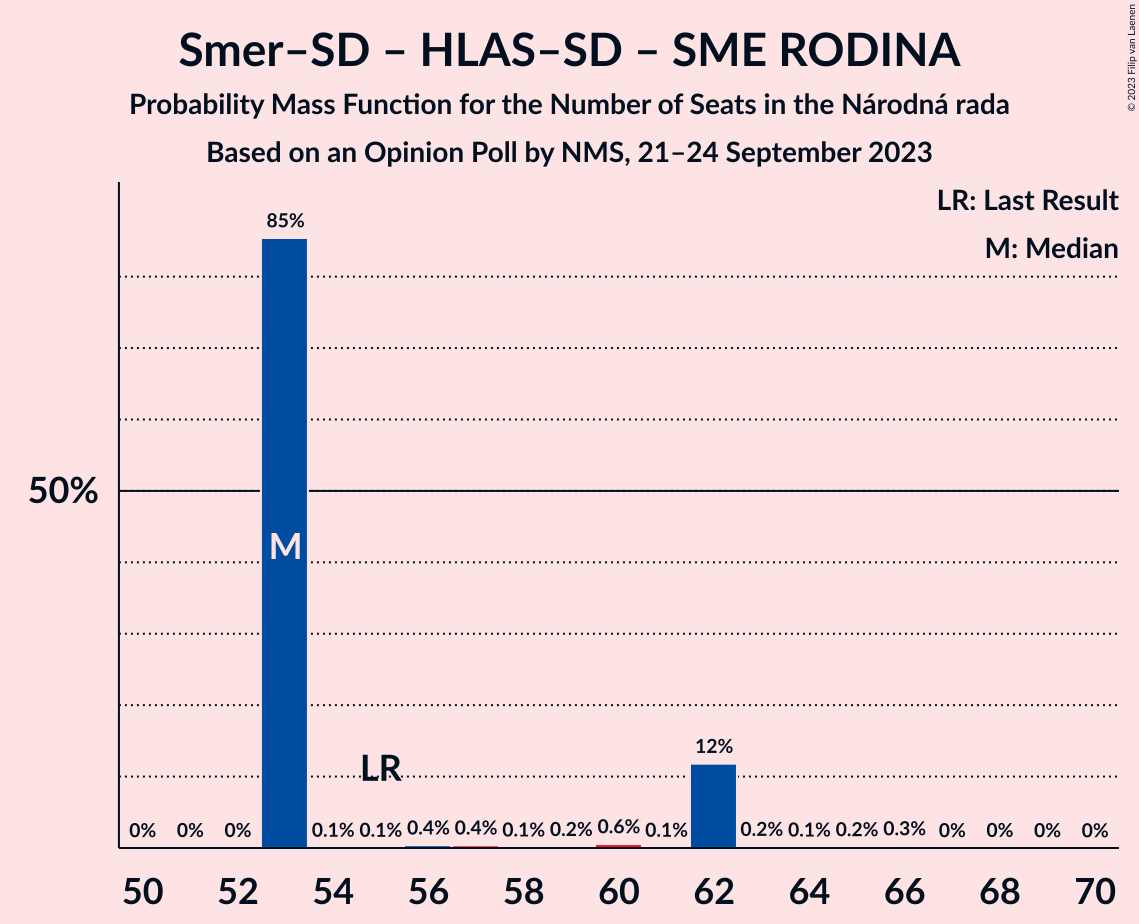 Smer–SD – HLAS–SD – SME RODINA
Probability Mass Function for the Number of Seats in the Národná rada
Based on an Opinion Poll by NMS, 21–24 September 2023
© 2023 Filip van Laenen
LR: Last Result
M: Median
85%
50%
M
12%
LR
0% 0% 0% 0.1% 0.1% 0.4% 0.4% 0.1% 0.2% 0.6% 0.1% 0.2% 0.1% 0.2% 0.3% 0% 0% 0% 0%
50 52 54 56 58 60 62 64 66 68 70